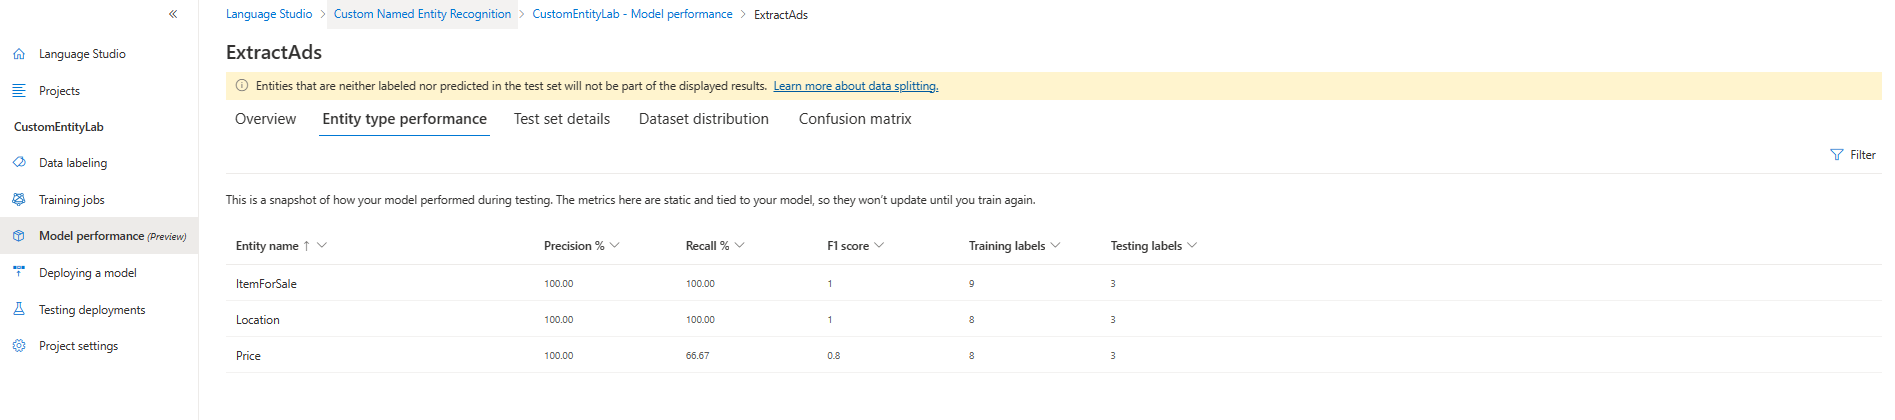 Language Studio > Custom Named Entity Recognition > CustomEntityLab - Model performance > ExtractAds
Language Studio
Projects
CustomEntityLab
Data labeling
Training jobs
Model performance (Preview)
Deploying a model
Testing deployments
Project settings
ExtractAds
Entities that are neither labeled nor predicted in the test set will not be part of the displayed results. Learn more about data splitting.
Overview Entity type performance Test set details Dataset distribution Confusion matrix
Filter
This is a snapshot of how your model performed during testing. The metrics here are static and tied to your model, so they won't update until you train again.
Entity name ↑ Precision % Recall % F1 score Training labels Testing labels
ItemForSale 100.00 100.00 1 9 3
Location 100.00 100.00 1 8 3
Price 100.00 66.67 0.8 8 3